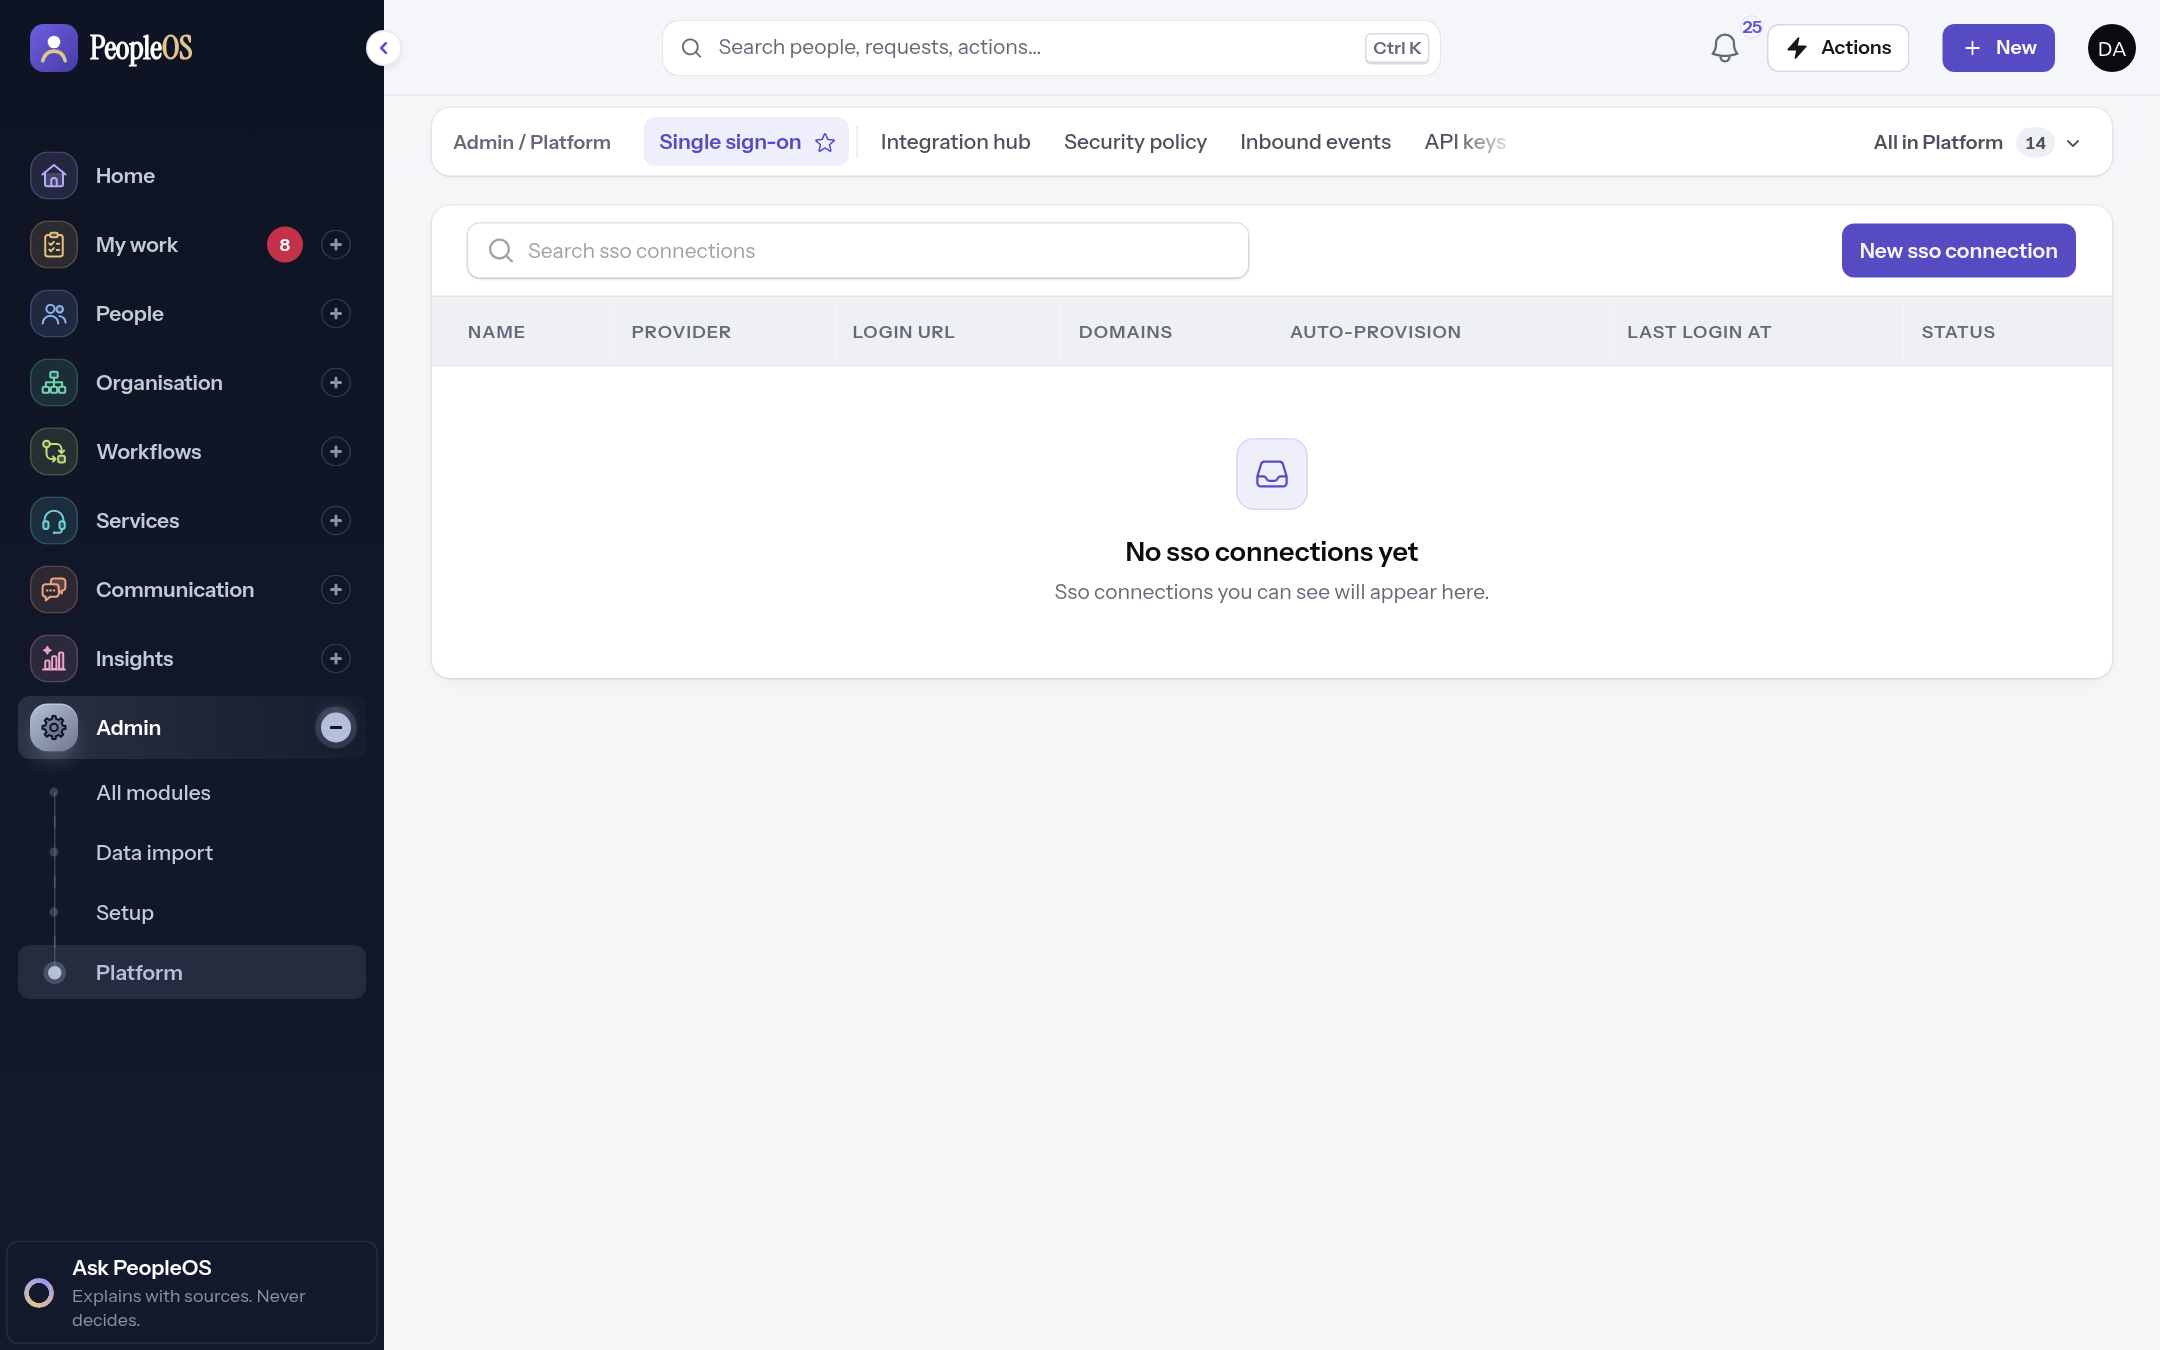 PeopleOS
Search people, requests, actions...
Ctrl K
25
Actions
New
DA
Home
My work
8
People
Organisation
Workflows
Services
Communication
Insights
Admin
All modules
Data import
Setup
Platform
Ask PeopleOS
Explains with sources. Never
decides.
Admin / Platform
Single sign-on
Integration hub
Security policy
Inbound events
API keys
All in Platform
14
Search sso connections
New sso connection
NAME
PROVIDER
LOGIN URL
DOMAINS
AUTO-PROVISION
LAST LOGIN AT
STATUS
No sso connections yet
Sso connections you can see will appear here.